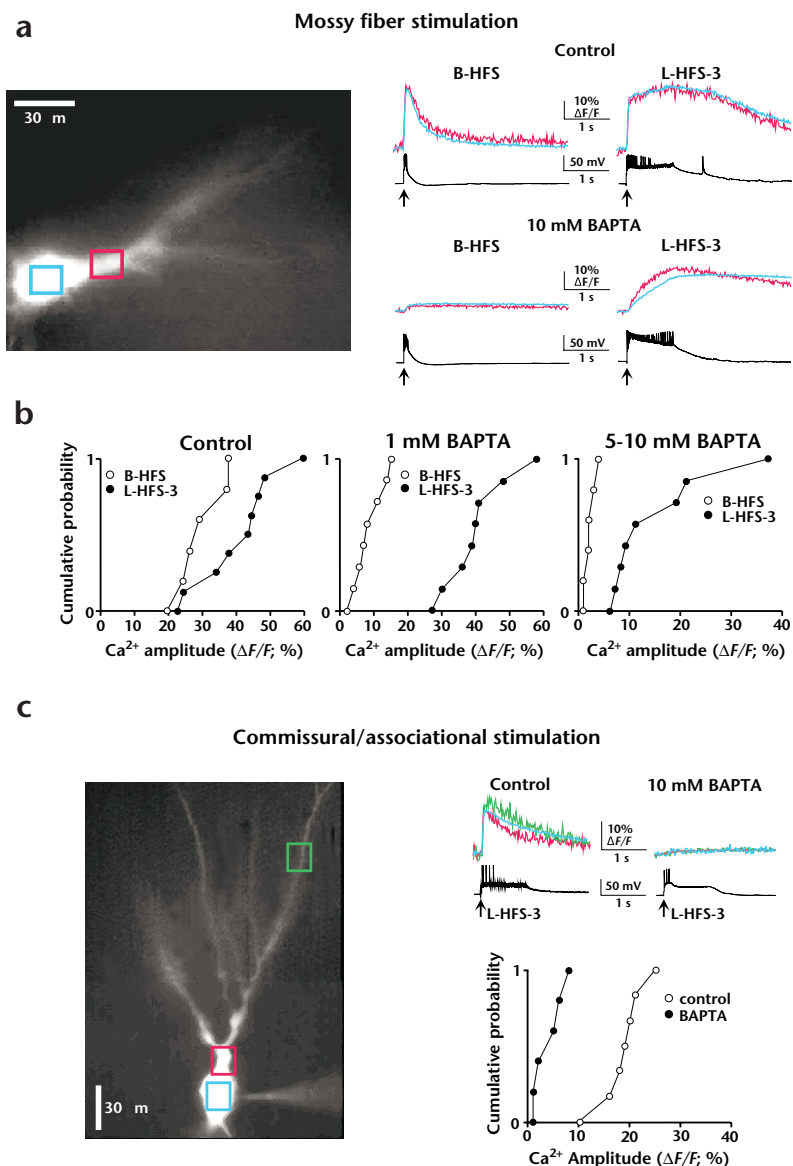 Mossy fiber stimulation
a
30 m
Control
B-HFS
L-HFS-3
10%
ΔF/F
1 s
50 mV
1 s
10 mM BAPTA
B-HFS
L-HFS-3
10%
ΔF/F
1 s
50 mV
1 s
b
Control
1 mM BAPTA
5-10 mM BAPTA
Cumulative probability
1
0
B-HFS
L-HFS-3
0 10 20 30 40 50 60
Ca2+ amplitude (ΔF/F; %)
1
0
B-HFS
L-HFS-3
0 10 20 30 40 50 60
Ca2+ amplitude (ΔF/F; %)
1
0
B-HFS
L-HFS-3
0 10 20 30 40
Ca2+ amplitude (ΔF/F; %)
c
Commissural/associational stimulation
30 m
Control
10 mM BAPTA
10%
ΔF/F
1 s
50 mV
1 s
L-HFS-3
L-HFS-3
Cumulative probability
1
0
control
BAPTA
0 10 20 30 40
Ca2+ Amplitude (ΔF/F; %)